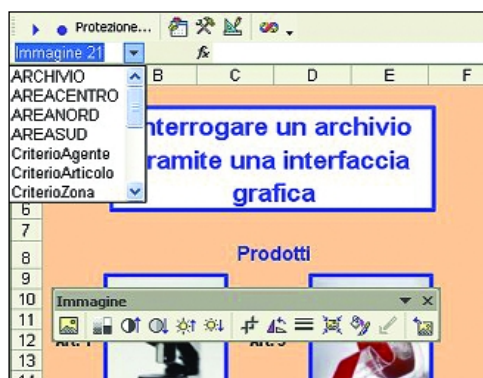 Protezione...
Immagine 21
fx
ARCHIVIO
AREACENTRO
AREANORD
AREASUD
CriterioAgente
CriterioArticolo
CriterioZona
B C D E F
nterrogare un archivio
ramite una interfaccia
grafica
6
7
8
Prodotti
9
10
Immagine
11
12
13